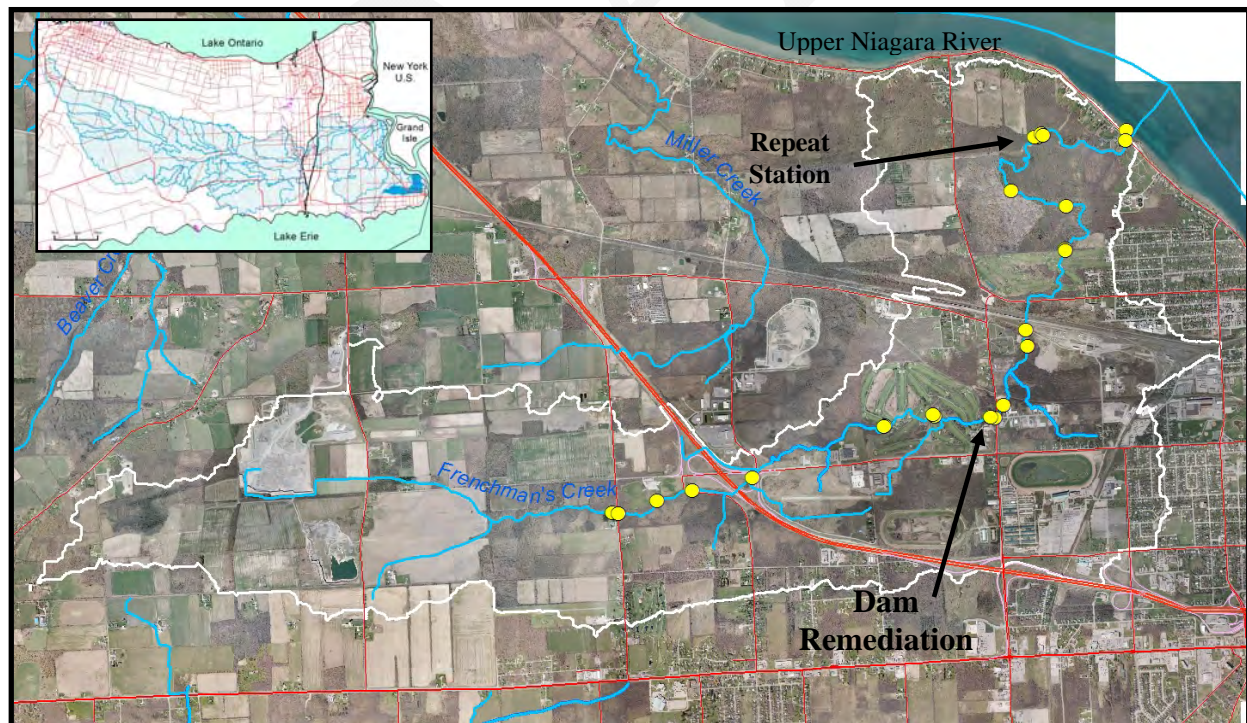 Lake Ontario
New York
U.S.
Grand
Isle
Lake Erie
Upper Niagara River
Repeat
Station
Miller Creek
Beaver Cr
Frenchman's Creek
Dam
Remediation